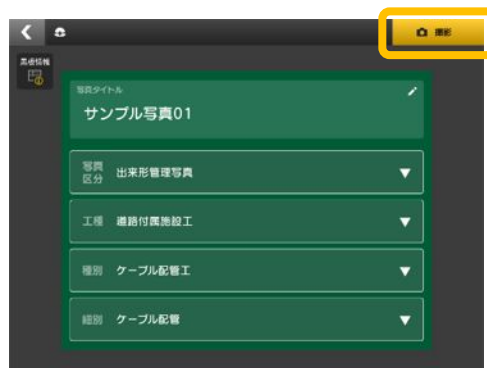 撮影
黒板情報
写真タイトル
サンプル写真01
写真
区分 出来形管理写真
工種 道路付属施設工
種別 ケーブル配管工
細別 ケーブル配管